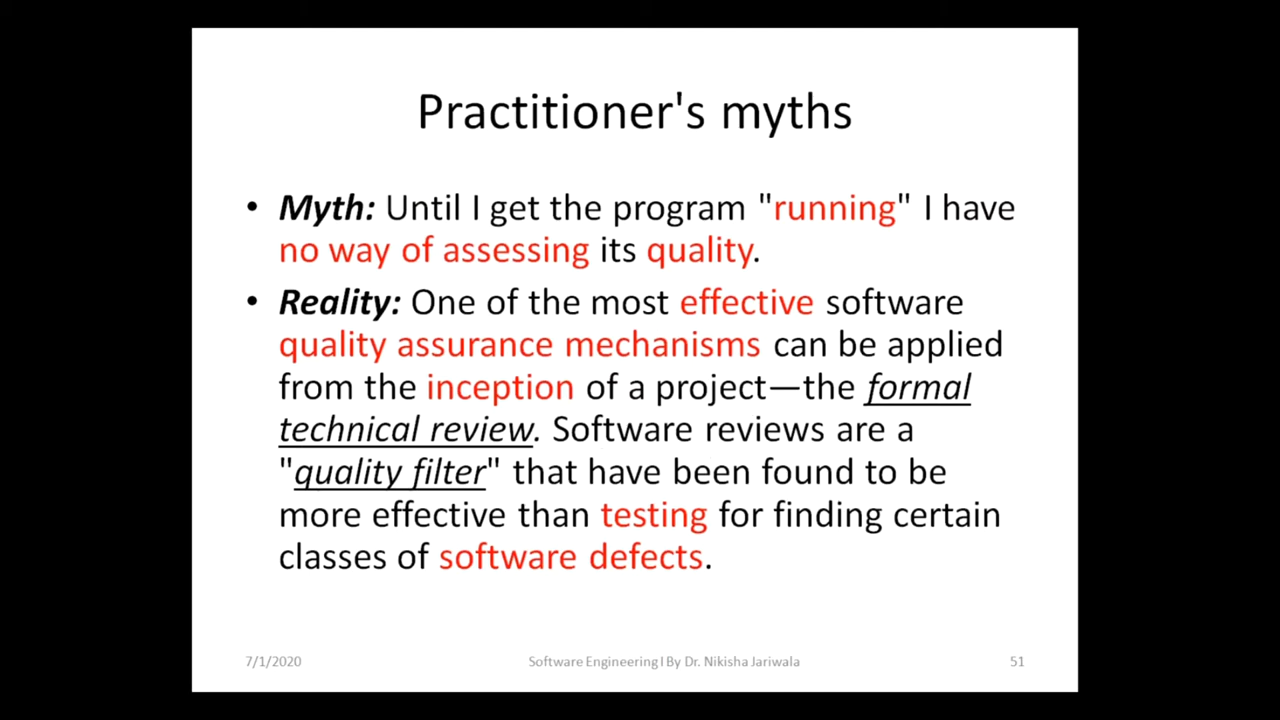 Practitioner's myths
• Myth: Until I get the program "running" I have
no way of assessing its quality.
• Reality: One of the most effective software
quality assurance mechanisms can be applied
from the inception of a project—the formal
technical review. Software reviews are a
"quality filter" that have been found to be
more effective than testing for finding certain
classes of software defects.
7/1/2020
Software Engineering I By Dr. Nikisha Jariwala
51